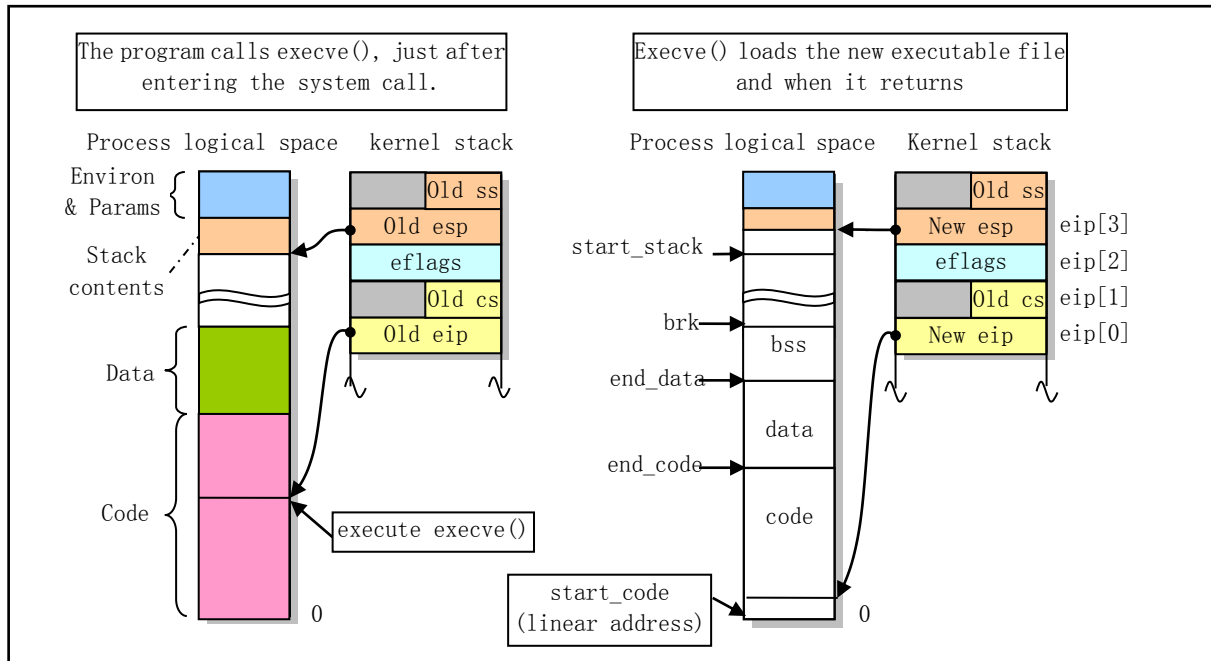 The program calls execve(), just after
entering the system call.
Execve() loads the new executable file
and when it returns
Process logical space
kernel stack
Process logical space
Kernel stack
Environ
& Params
Stack
contents
Data
Code
Old ss
Old esp
eflags
Old cs
Old eip
execute execve()
0
start_stack
brk
end_data
end_code
bss
data
code
start_code
(linear address)
0
Old ss
New esp
eflags
Old cs
New eip
eip[3]
eip[2]
eip[1]
eip[0]